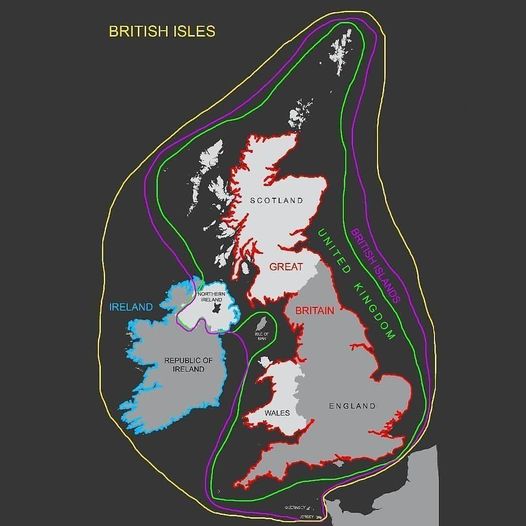 BRITISH ISLES
SCOTLAND
UNITED KINGDOM
BRITISH ISLANDS
GREAT
BRITAIN
NORTHERN
IRELAND
IRELAND
ISLE OF
MAN
REPUBLIC OF
IRELAND
WALES
ENGLAND
GUERNSEY
JERSEY